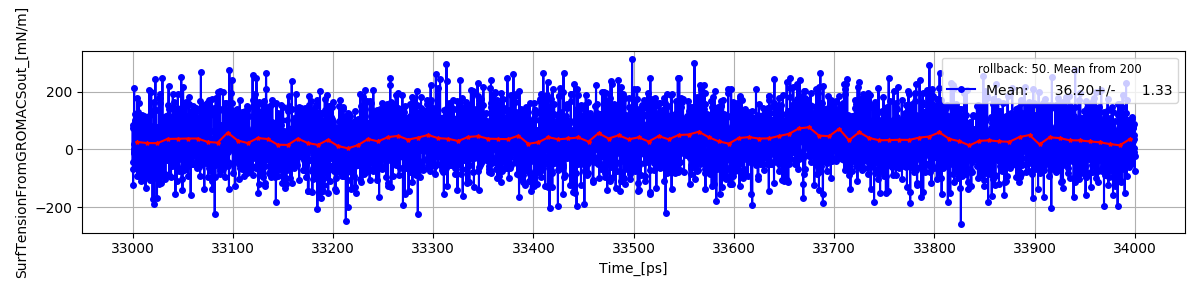 SurfTensionFromGROMACSout_[mN/m]
200
0
−200
rollback: 50. Mean from 200
Mean: 36.20+/- 1.33
33000 33100 33200 33300 33400 33500 33600 33700 33800 33900 34000
Time_[ps]